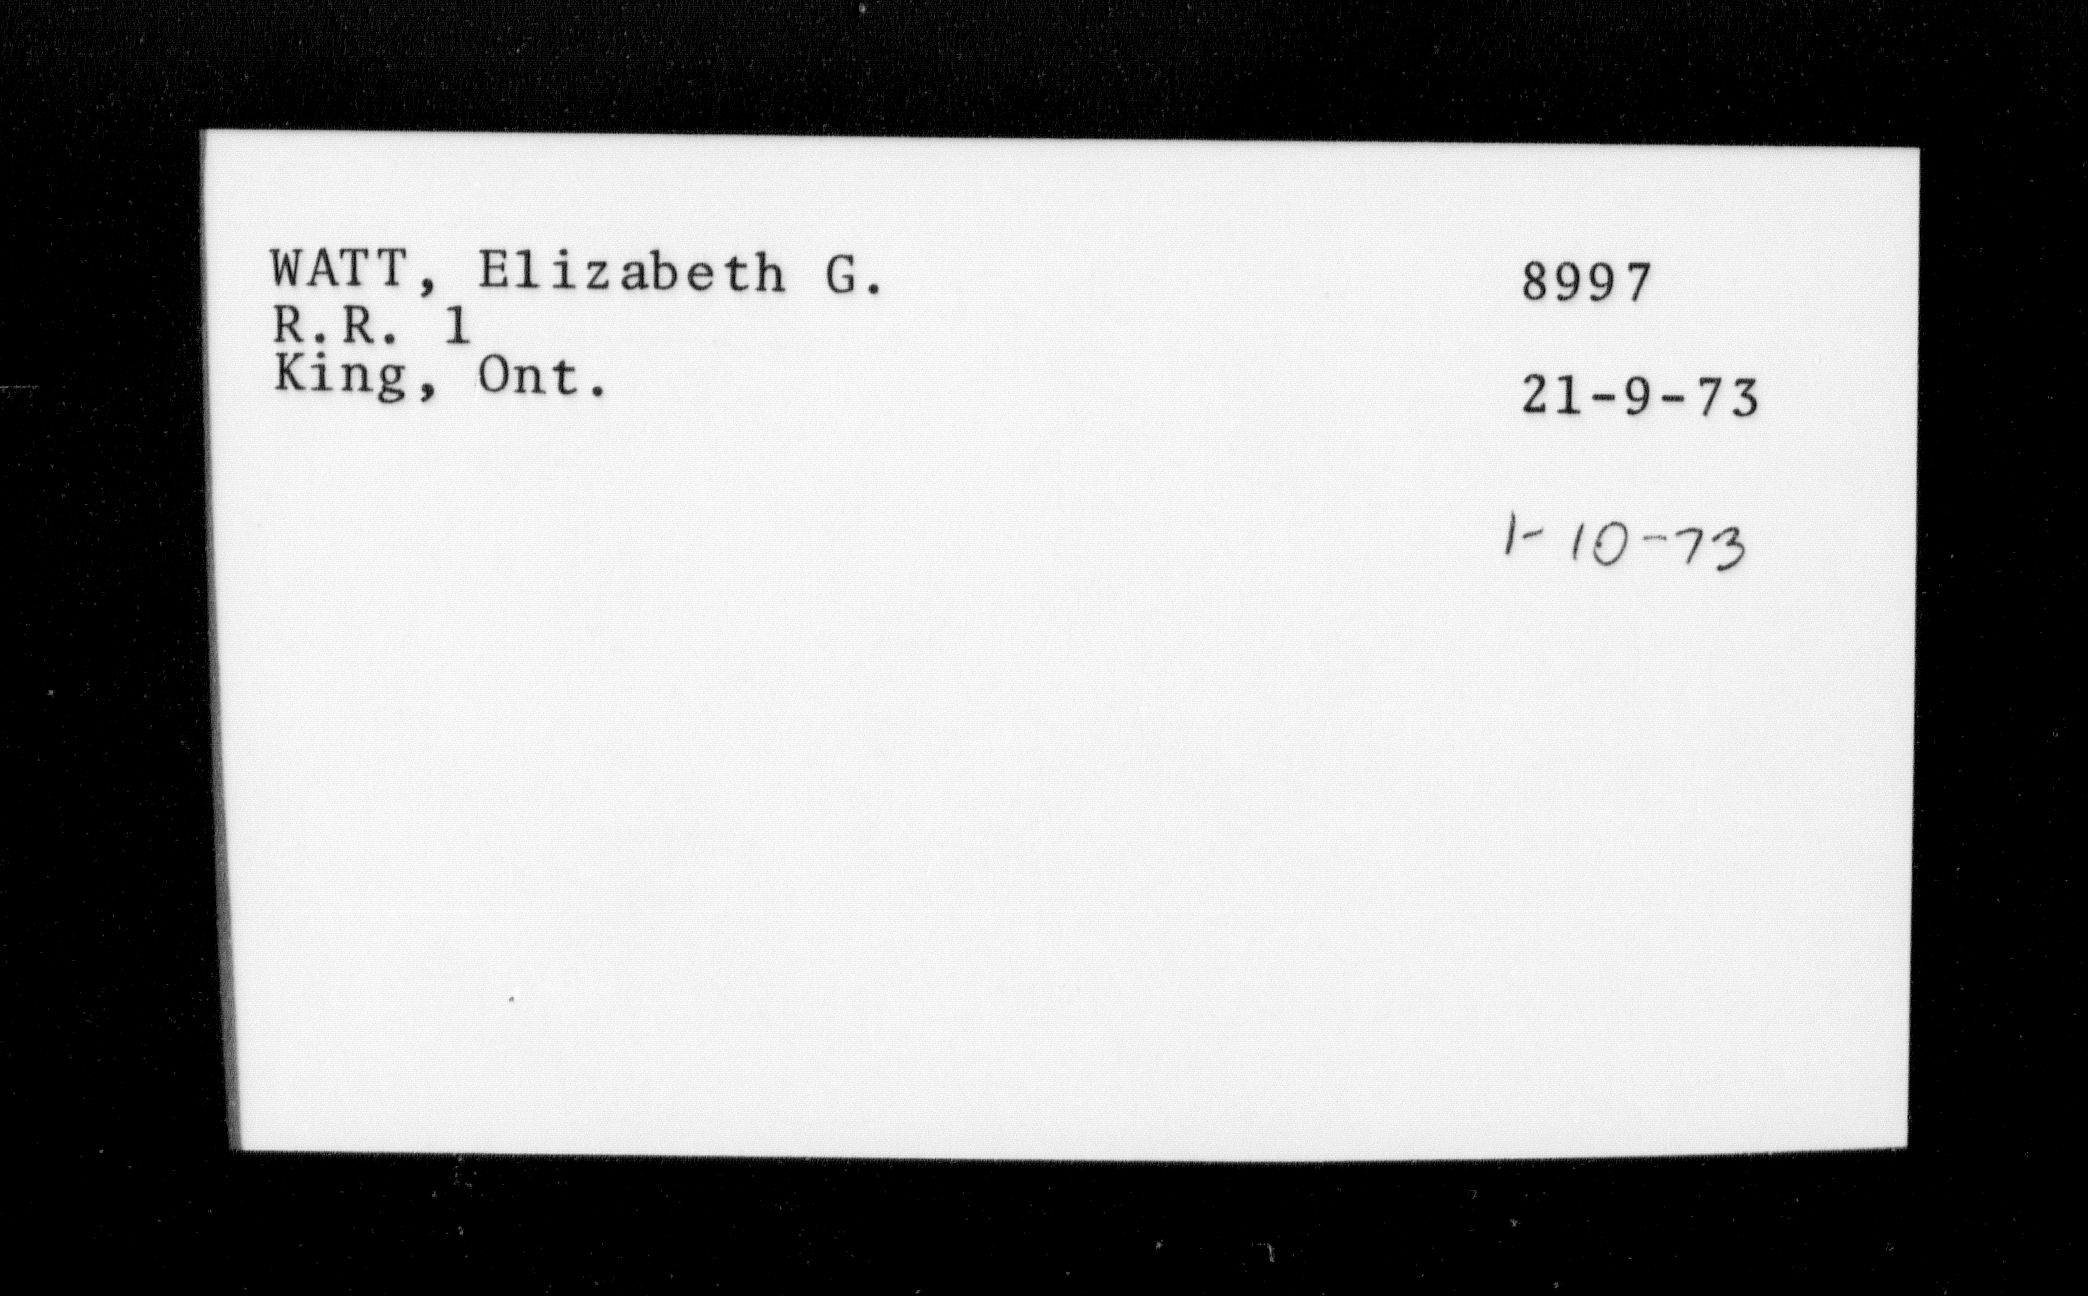 WATT, Elizabeth G. 8997
R.R. 1
King, Ont. 21-9-73
1-10-73